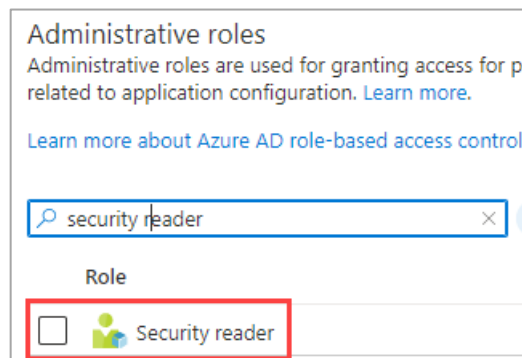 Administrative roles
Administrative roles are used for granting access for p
related to application configuration. Learn more.
Learn more about Azure AD role-based access control
security reader
Role
Security reader